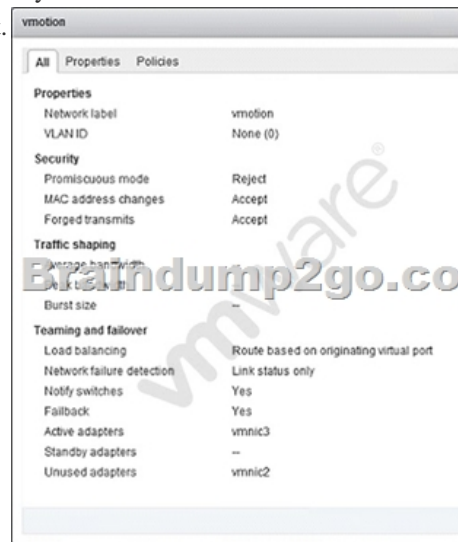 vmotion
All Properties Policies
Properties
Network label vmotion
VLAN ID None (0)
Security
Promiscuous mode Reject
MAC address changes Accept
Forged transmits Accept
Traffic shaping
Average bandwidth --
Braindump2go.co
Burst size --
Teaming and failover
Load balancing Route based on originating virtual port
Network failure detection Link status only
Notify switches Yes
Failback Yes
Active adapters vmnic3
Standby adapters --
Unused adapters vmnic2
vmware